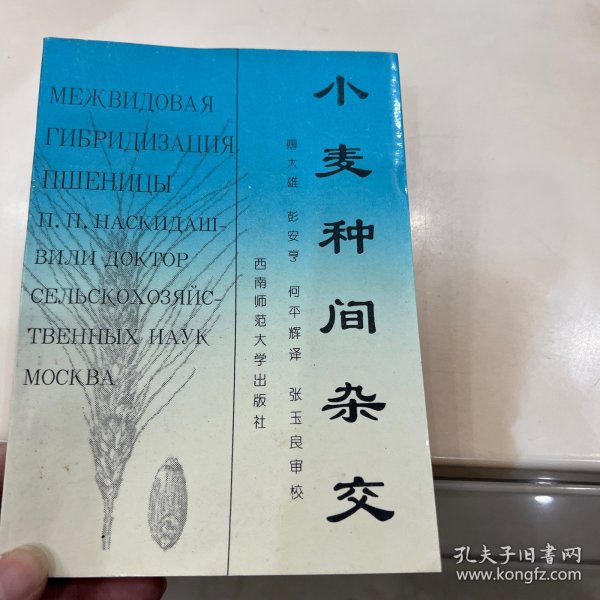 МЕЖВИДОВАЯ
ГИБРИДИЗАЦИЯ
ПШЕНИЦЫ
П. П. НАСКИДАШ-
ВИЛИ ДОКТОР
СЕЛЬСКОХОЗЯЙС-
ТВЕННЫХ НАУК
МОСКВА
小麦种间杂交
大雄 彭安亨 何平辉译 张玉良审校
西南师范大学出版社
孔夫子旧书网
www.kongfz.com